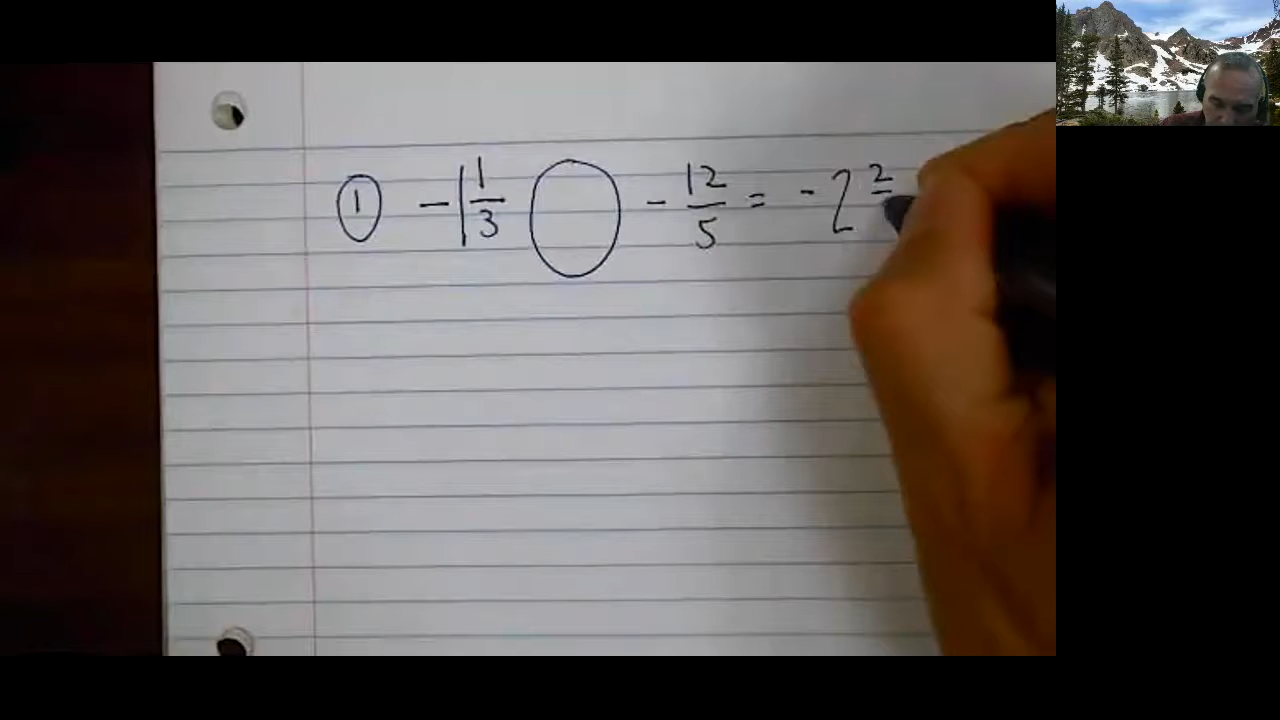 ① -1 1/3 ◯ - 12/5 = -2 2/